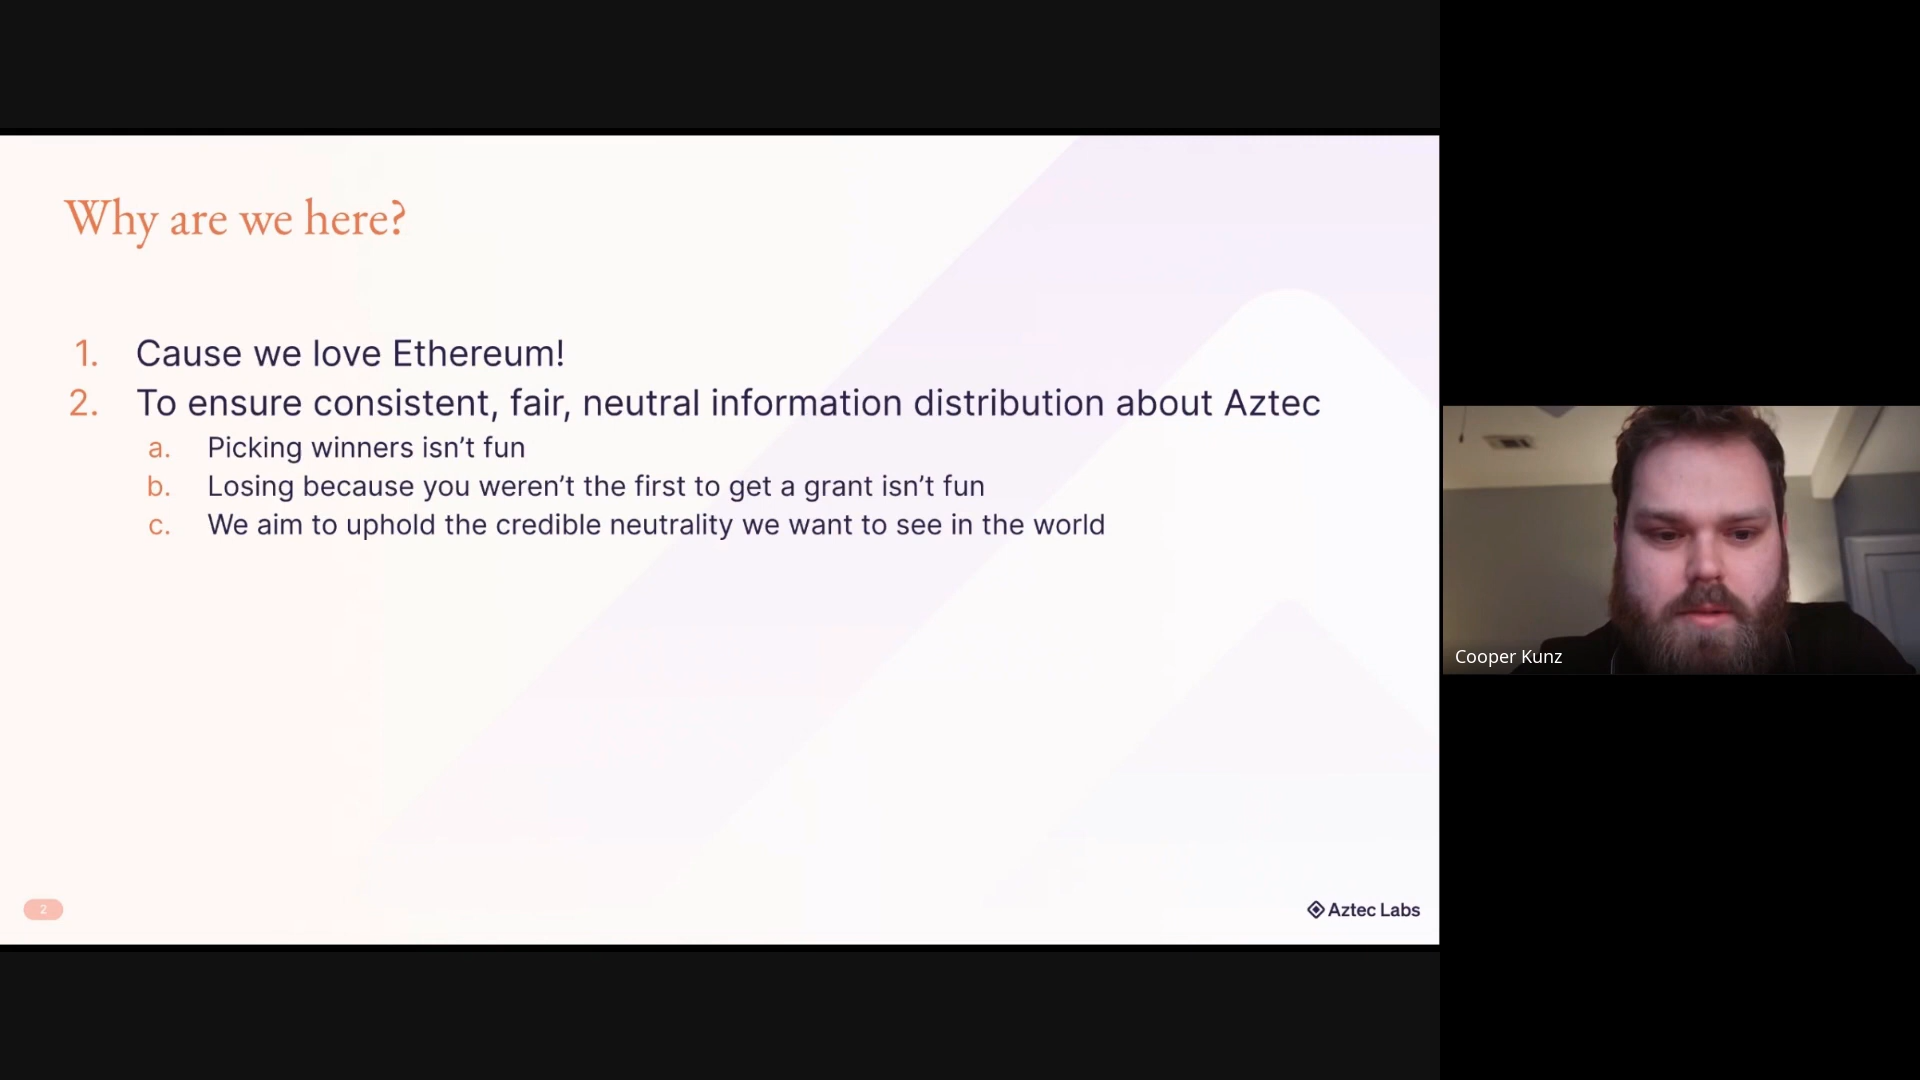 Why are we here?
1. Cause we love Ethereum!
2. To ensure consistent, fair, neutral information distribution about Aztec
a. Picking winners isn’t fun
b. Losing because you weren’t the first to get a grant isn’t fun
c. We aim to uphold the credible neutrality we want to see in the world
2
Aztec Labs
Cooper Kunz